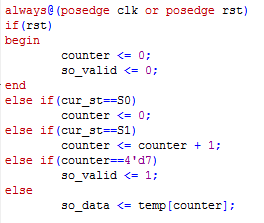 always@(posedge clk or posedge rst)
if(rst)
begin
counter <= 0;
so_valid <= 0;
end
else if(cur_st==S0)
counter <= 0;
else if(cur_st==S1)
counter <= counter + 1;
else if(counter==4'd7)
so_valid <= 1;
else
so_data <= temp[counter];